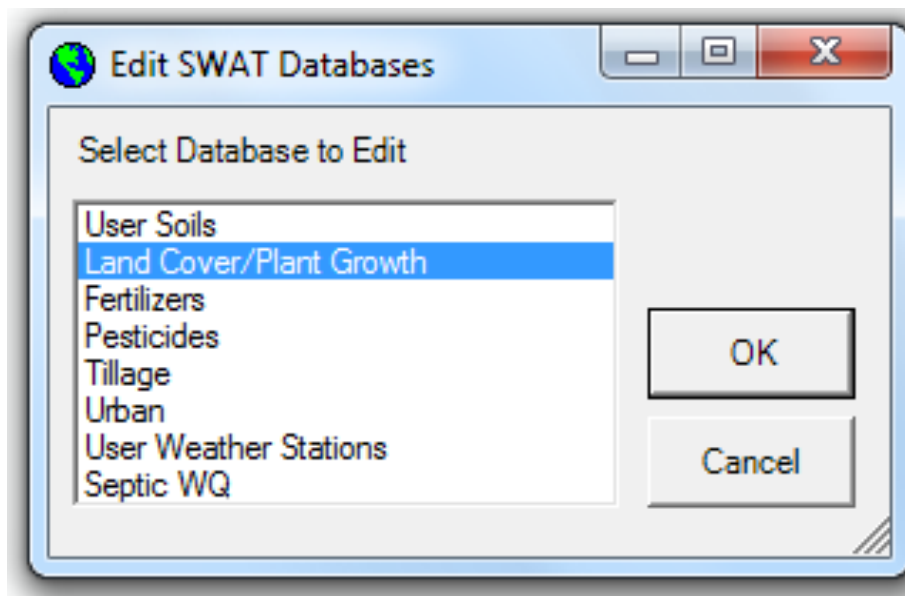 Edit SWAT Databases
Select Database to Edit
User Soils
Land Cover/Plant Growth
Fertilizers
Pesticides
Tillage
Urban
User Weather Stations
Septic WQ
OK
Cancel